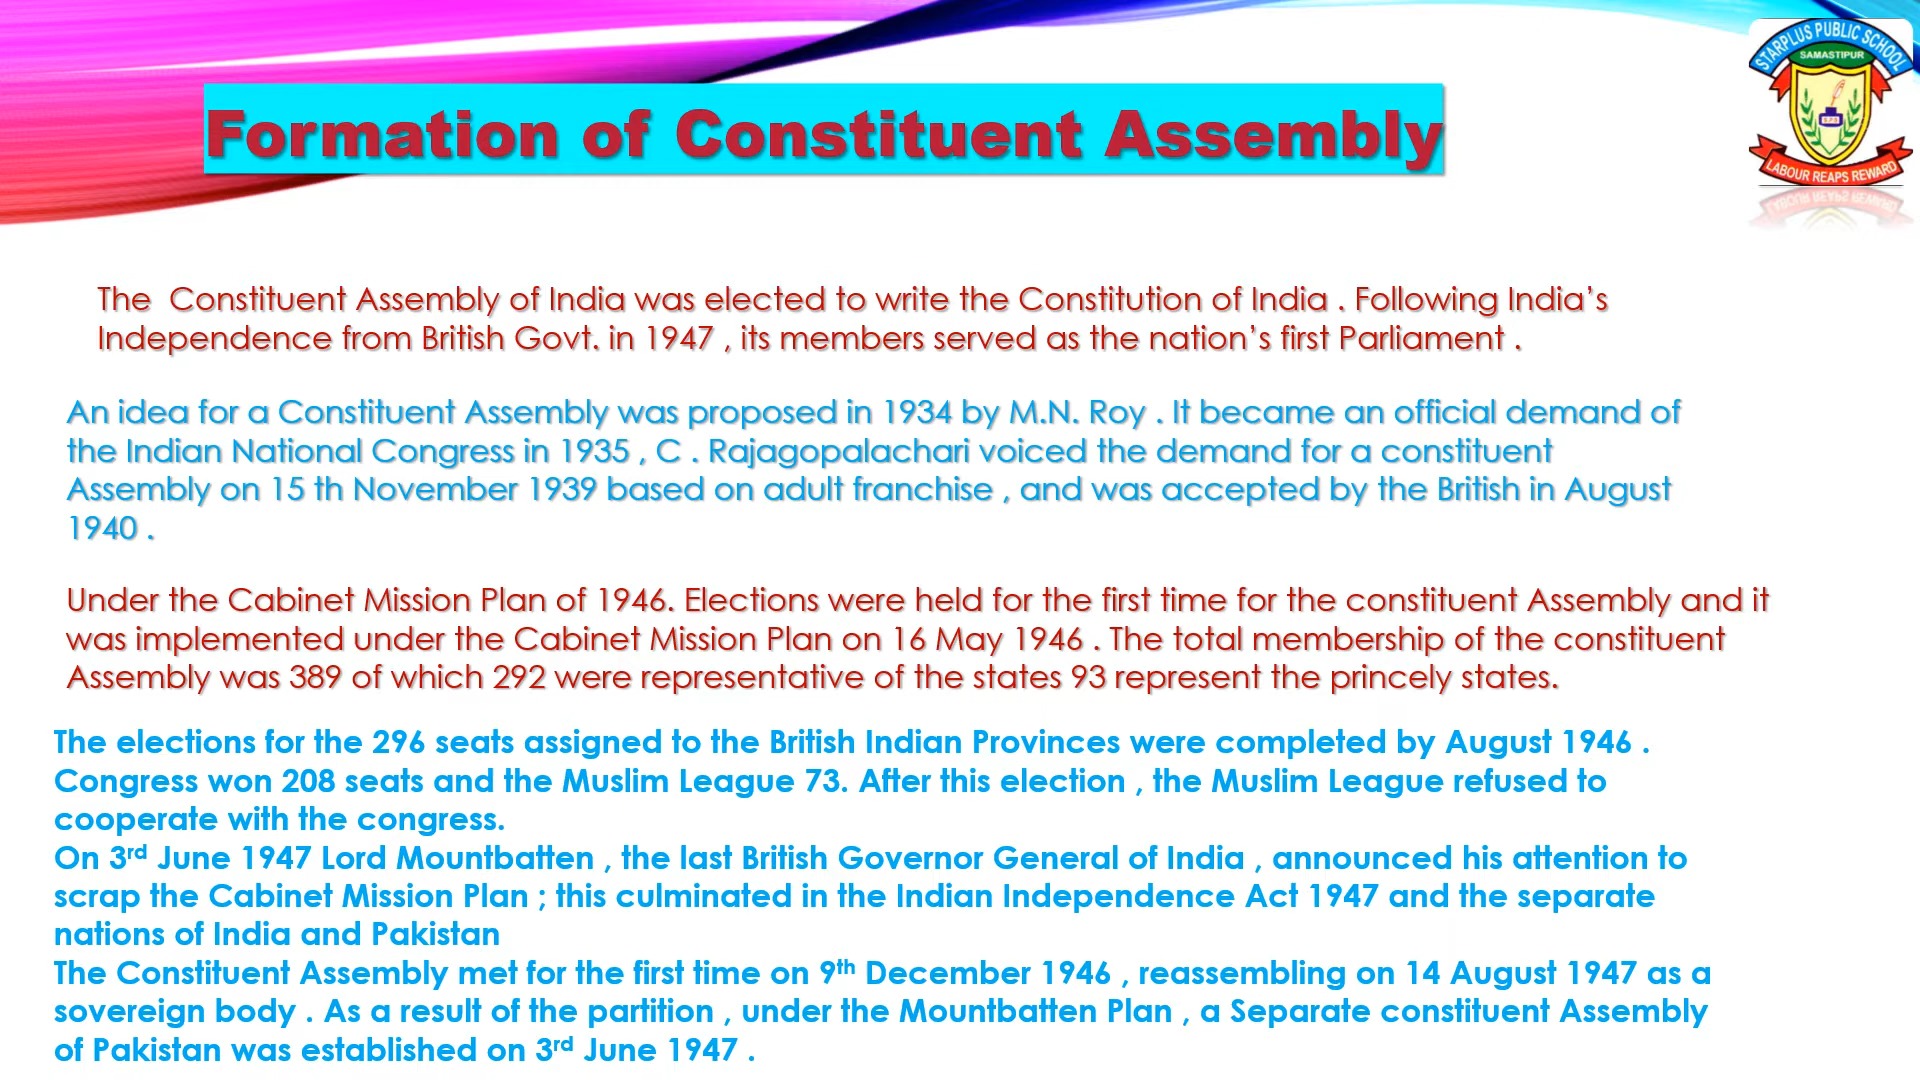 STARPLUS PUBLIC SCHOOL
SAMASTIPUR
S.P.S
LABOUR REAPS REWARD
Formation of Constituent Assembly
The  Constituent Assembly of India was elected to write the Constitution of India . Following India’s
Independence from British Govt. in 1947 , its members served as the nation’s first Parliament .
An idea for a Constituent Assembly was proposed in 1934 by M.N. Roy . It became an official demand of
the Indian National Congress in 1935 , C . Rajagopalachari voiced the demand for a constituent
Assembly on 15 th November 1939 based on adult franchise , and was accepted by the British in August
1940 .
Under the Cabinet Mission Plan of 1946. Elections were held for the first time for the constituent Assembly and it
was implemented under the Cabinet Mission Plan on 16 May 1946 . The total membership of the constituent
Assembly was 389 of which 292 were representative of the states 93 represent the princely states.
The elections for the 296 seats assigned to the British Indian Provinces were completed by August 1946 .
Congress won 208 seats and the Muslim League 73. After this election , the Muslim League refused to
cooperate with the congress.
On 3rd June 1947 Lord Mountbatten , the last British Governor General of India , announced his attention to
scrap the Cabinet Mission Plan ; this culminated in the Indian Independence Act 1947 and the separate
nations of India and Pakistan
The Constituent Assembly met for the first time on 9th December 1946 , reassembling on 14 August 1947 as a
sovereign body . As a result of the partition , under the Mountbatten Plan , a Separate constituent Assembly
of Pakistan was established on 3rd June 1947 .